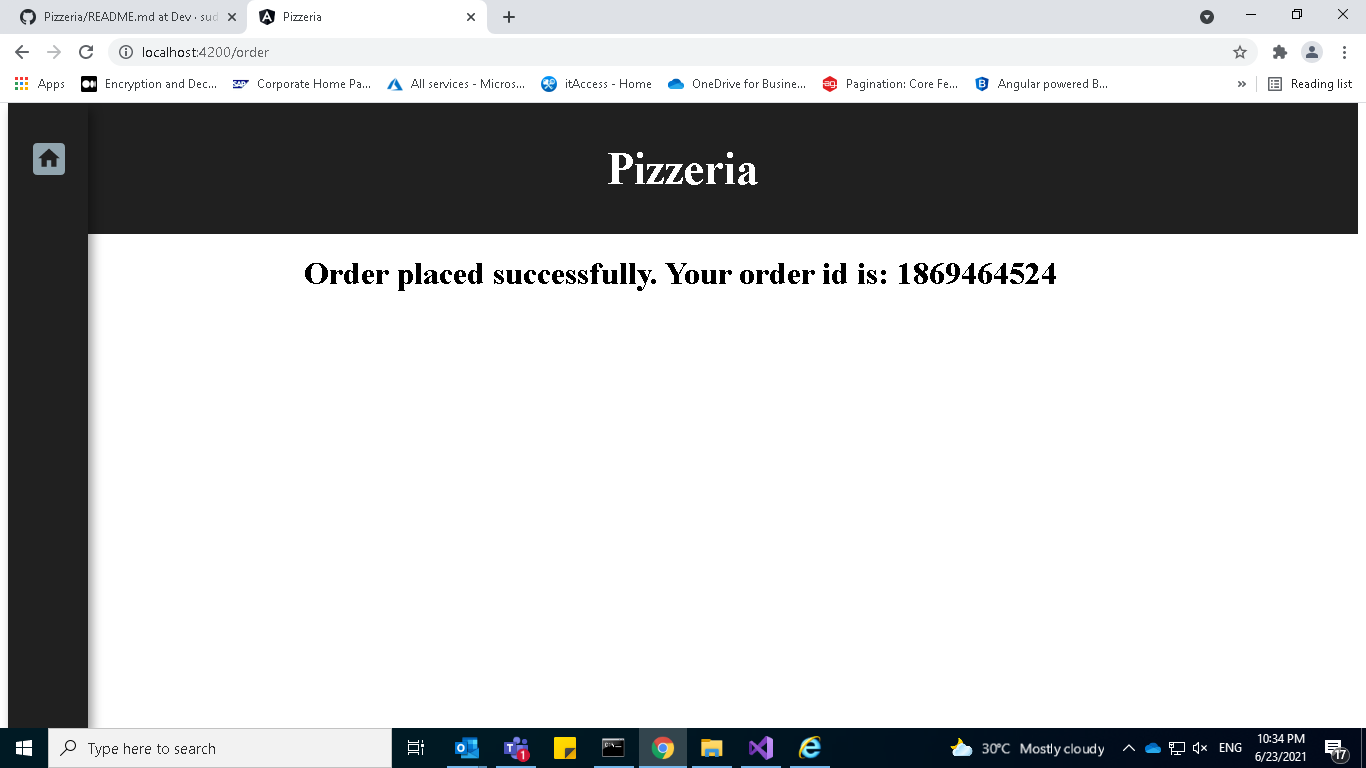 Pizzeria/README.md at Dev · sud
Pizzeria
localhost:4200/order
Apps
Encryption and Dec...
SAP
Corporate Home Pa...
All services - Micros...
itAccess - Home
OneDrive for Busine...
ag
Pagination: Core Fe...
B
Angular powered B...
»
Reading list
Pizzeria
Order placed successfully. Your order id is: 1869464524
Type here to search
1
30°C Mostly cloudy
ENG
10:34 PM
6/23/2021
17